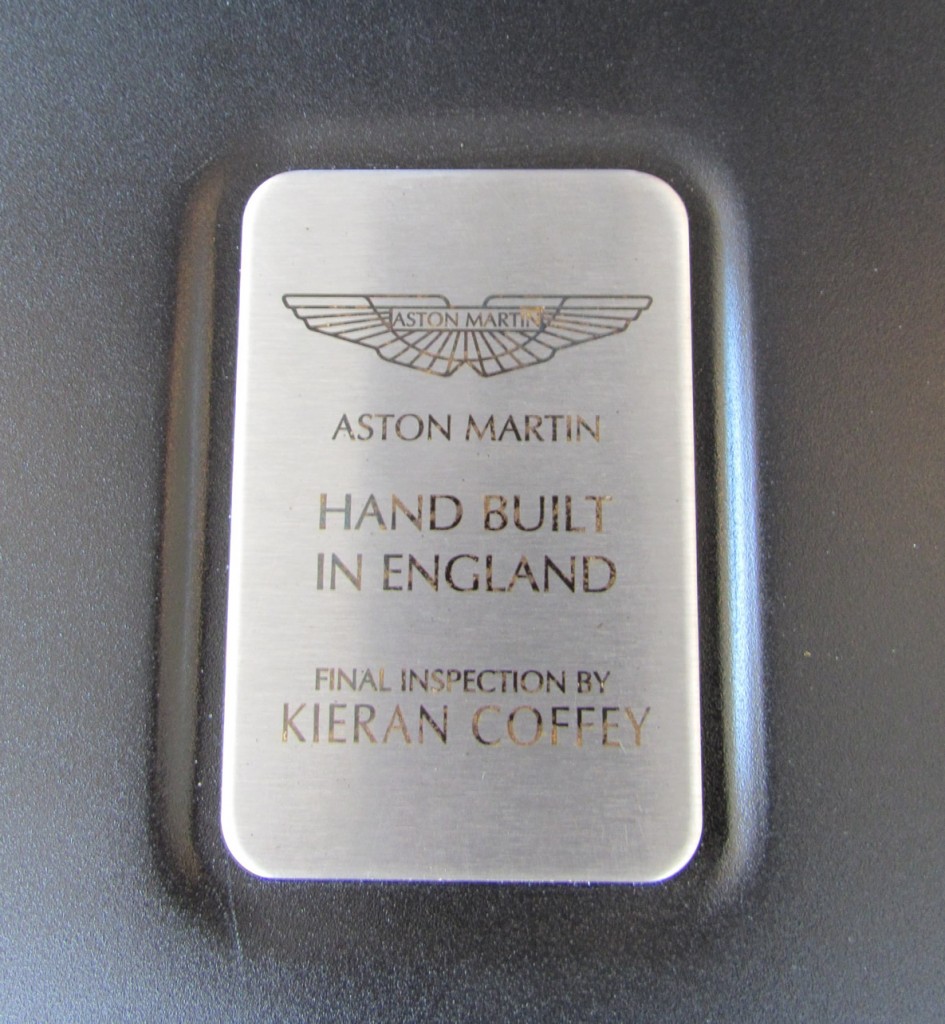 ASTON MARTIN
ASTON MARTIN
HAND BUILT
IN ENGLAND
FINAL INSPECTION BY
KIERAN COFFEY